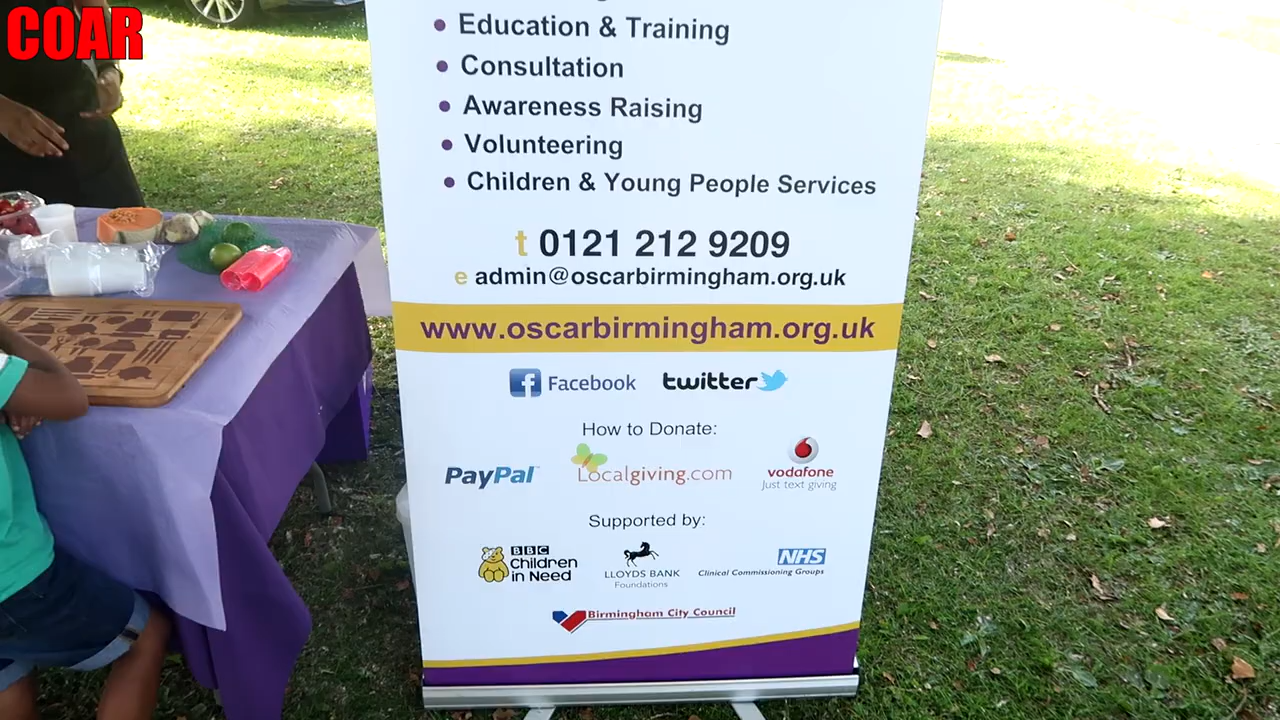 COAR
Education & Training
Consultation
Awareness Raising
Volunteering
Children & Young People Services
t 0121 212 9209
e admin@oscarbirmingham.org.uk
www.oscarbirmingham.org.uk
f Facebook twitter
How to Donate:
PayPal Localgiving.com vodafone
Just text giving
Supported by:
BBC
Children
in Need
LLOYDS BANK
Foundations
NHS
Clinical Commissioning Groups
Birmingham City Council